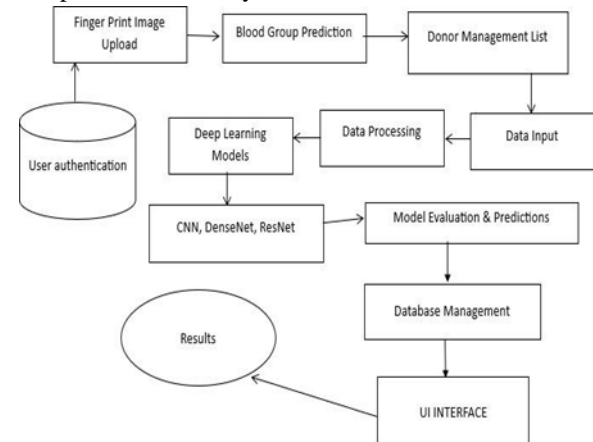 Finger Print Image
Upload
Blood Group Prediction
Donor Management List
User authentication
Deep Learning
Models
Data Processing
Data Input
CNN, DenseNet, ResNet
Model Evaluation & Predictions
Database Management
Results
UI INTERFACE